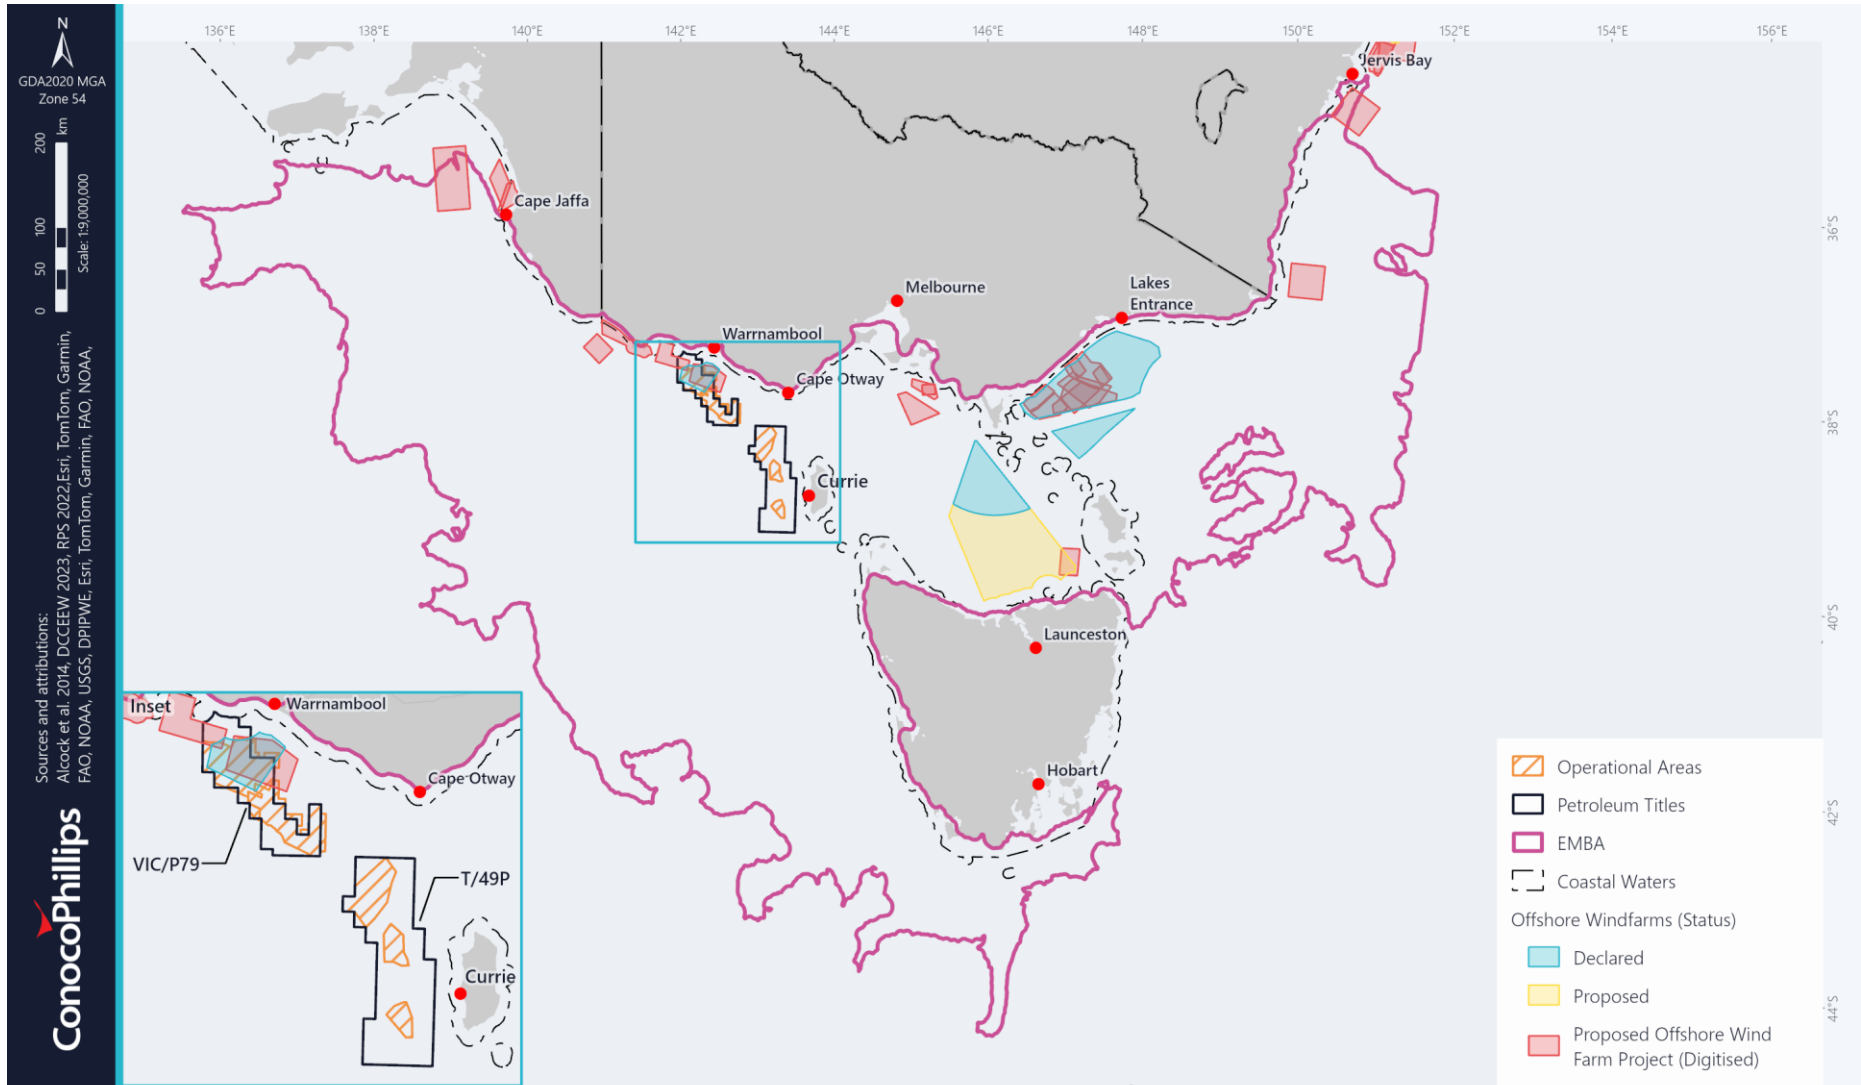 N
GDA2020 MGA
Zone 54
0 50 100 200 km
Scale: 1:9,000,000
Sources and attributions:
Alcock et al. 2014, DCCEEW 2023, RPS 2022,Esri, TomTom, Garmin,
FAO, NOAA, USGS, DPIPWE, Esri, TomTom, Garmin, FAO, NOAA,
ConocoPhillips
136°E 138°E 140°E 142°E 144°E 146°E 148°E 150°E 152°E 154°E 156°E
36°S
38°S
40°S
42°S
44°S
Jervis Bay
Cape Jaffa
Melbourne
Lakes
Entrance
Warrnambool
Cape Otway
Currie
Launceston
Hobart
Inset
Warrnambool
Cape Otway
VIC/P79
T/49P
Currie
Operational Areas
Petroleum Titles
EMBA
Coastal Waters
Offshore Windfarms (Status)
Declared
Proposed
Proposed Offshore Wind
Farm Project (Digitised)